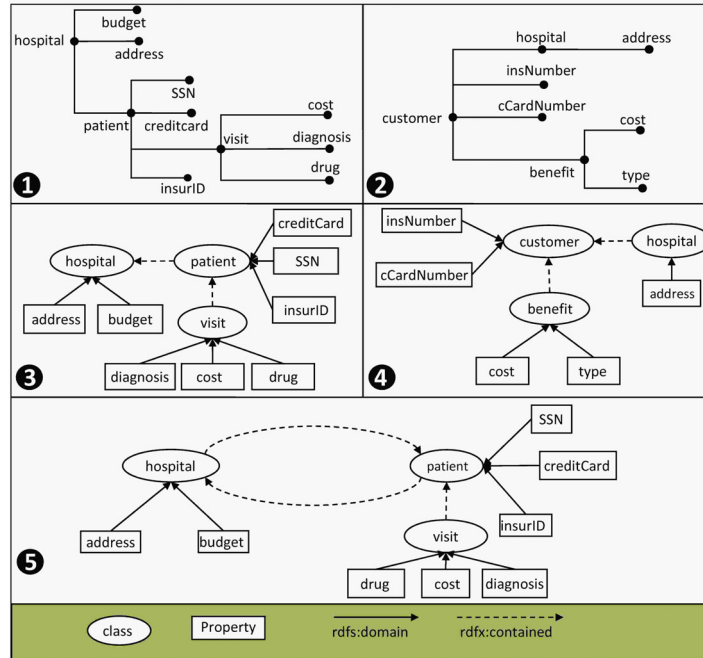 budget
hospital
address
SSN
patient
creditcard
visit
cost
diagnosis
drug
insurID
1
hospital
address
insNumber
customer
cCardNumber
cost
benefit
type
2
creditCard
hospital
patient
SSN
insurID
address
budget
visit
diagnosis
cost
drug
3
insNumber
customer
hospital
cCardNumber
address
benefit
cost
type
4
SSN
hospital
patient
creditCard
insurID
address
budget
visit
drug
cost
diagnosis
5
class
Property
rdfs:domain
rdfx:contained